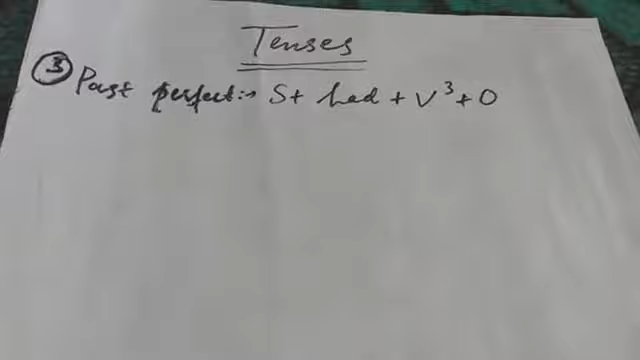 Tenses
③ Past perfect:→ S + had + V³ + O